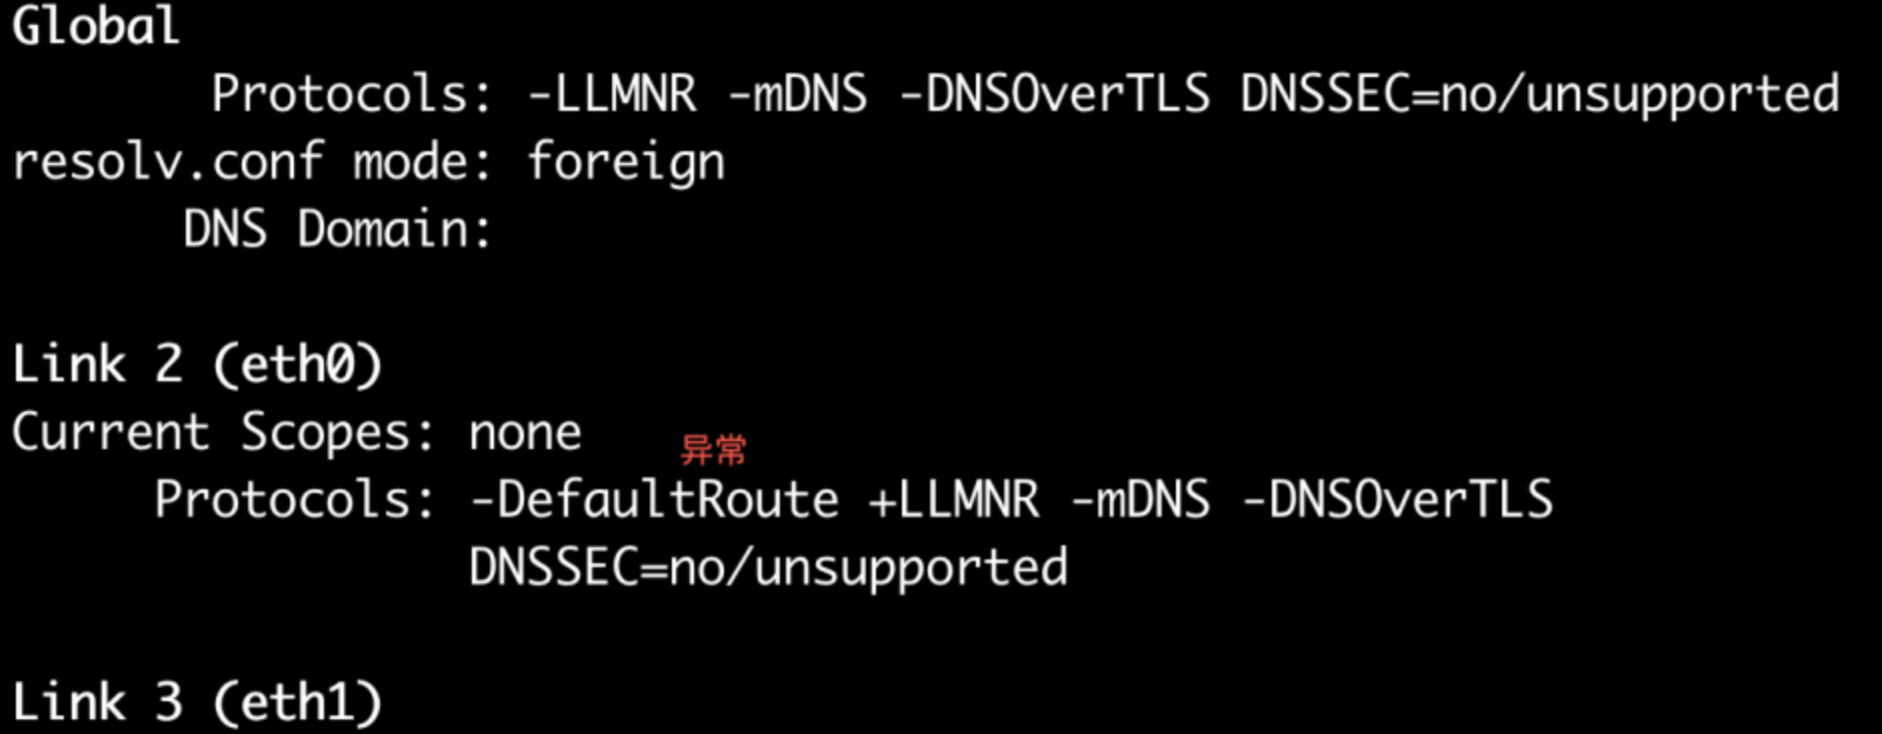 Global
Protocols: -LLMNR -mDNS -DNSOverTLS DNSSEC=no/unsupported
resolv.conf mode: foreign
DNS Domain:
Link 2 (eth0)
Current Scopes: none
异常
Protocols: -DefaultRoute +LLMNR -mDNS -DNSOverTLS
DNSSEC=no/unsupported
Link 3 (eth1)